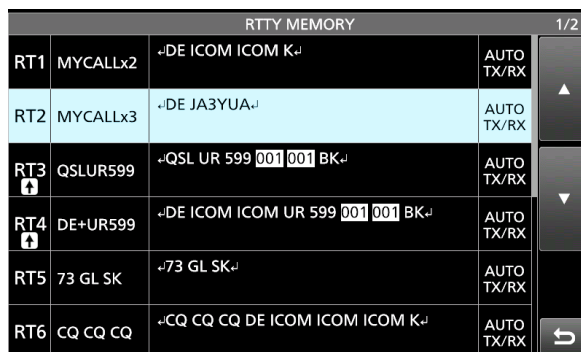 RTTY MEMORY 1/2
RT1 MYCALLx2 ↵DE ICOM ICOM K↵ AUTO TX/RX
RT2 MYCALLx3 ↵DE JA3YUA↵ AUTO TX/RX
RT3 QSLUR599 ↵QSL UR 599 001 001 BK↵ AUTO TX/RX
RT4 DE+UR599 ↵DE ICOM ICOM UR 599 001 001 BK↵ AUTO TX/RX
RT5 73 GL SK ↵73 GL SK↵ AUTO TX/RX
RT6 CQ CQ CQ ↵CQ CQ CQ DE ICOM ICOM ICOM K↵ AUTO TX/RX